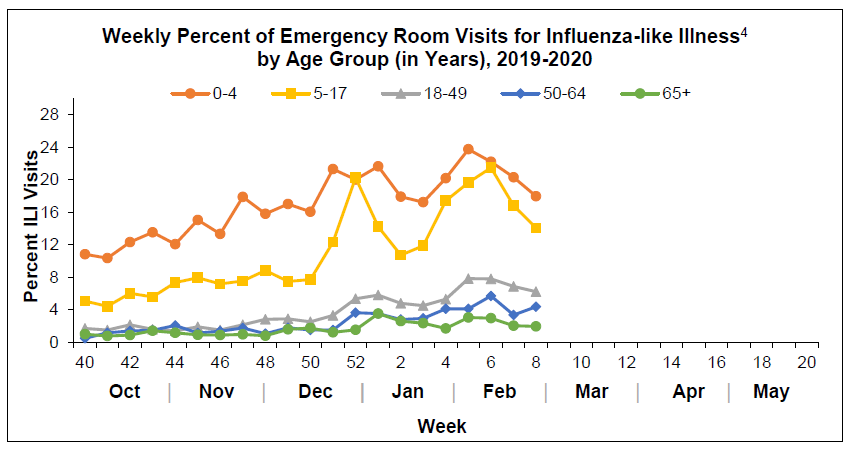 Weekly Percent of Emergency Room Visits for Influenza-like Illness4
by Age Group (in Years), 2019-2020
0-4 5-17 18-49 50-64 65+
Percent ILI Visits
28
24
20
16
12
8
4
0
40 42 44 46 48 50 52 2 4 6 8 10 12 14 16 18 20
Oct | Nov | Dec | Jan | Feb | Mar | Apr | May
Week